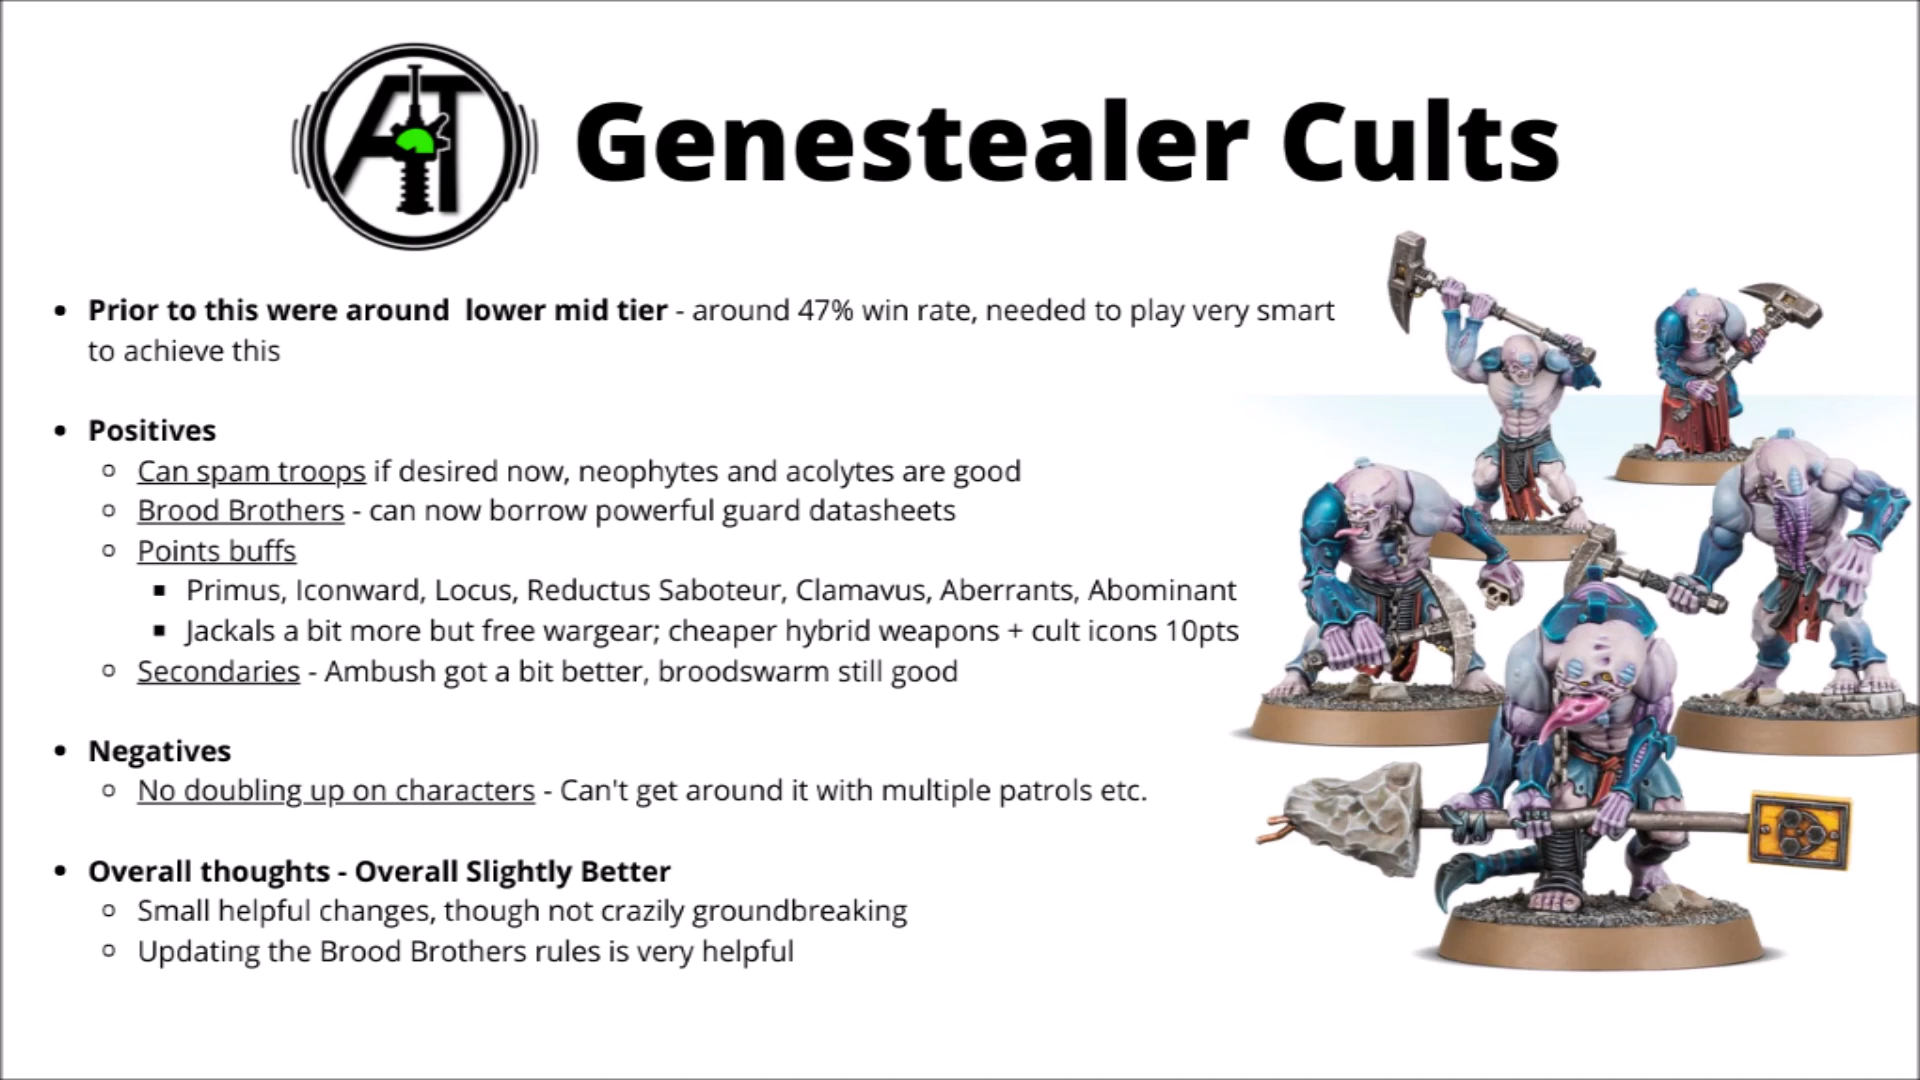 AT
Genestealer Cults
• Prior to this were around  lower mid tier - around 47% win rate, needed to play very smart
to achieve this
• Positives
◦ Can spam troops if desired now, neophytes and acolytes are good
◦ Brood Brothers - can now borrow powerful guard datasheets
◦ Points buffs
▪ Primus, Iconward, Locus, Reductus Saboteur, Clamavus, Aberrants, Abominant
▪ Jackals a bit more but free wargear; cheaper hybrid weapons + cult icons 10pts
◦ Secondaries - Ambush got a bit better, broodswarm still good
• Negatives
◦ No doubling up on characters - Can't get around it with multiple patrols etc.
• Overall thoughts - Overall Slightly Better
◦ Small helpful changes, though not crazily groundbreaking
◦ Updating the Brood Brothers rules is very helpful